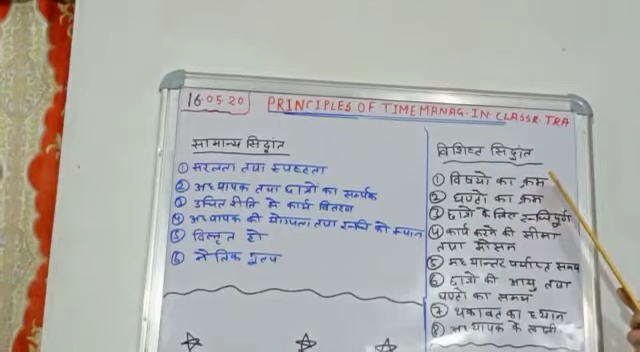 16.05.20 PRINCIPLES OF TIME MANAG. IN CLASSR. TRA
सामान्य सिद्धांत
① सरलता तथा स्पष्टता
② अध्यापक तथा छात्रों का सम्पर्क
③ उचित रीति से कार्य वितरण
④ अध्यापक की योग्यता तथा रूचि को स्थान
⑤ विस्तृत हो
⑥ नैतिक मुल्य
विशिष्ट सिद्धांत
① विषयों का क्रम
② घण्टो का क्रम
③ छात्रों के लिए रूचिपूर्ण
④ कार्य करने की सीमा
तथा मौसम
⑤ मध्यान्तर पर्याप्त समय
⑥ छात्रों की आयु तथा
घण्टो का समय
⑦ थकावट का ध्यान
⑧ अध्यापक के